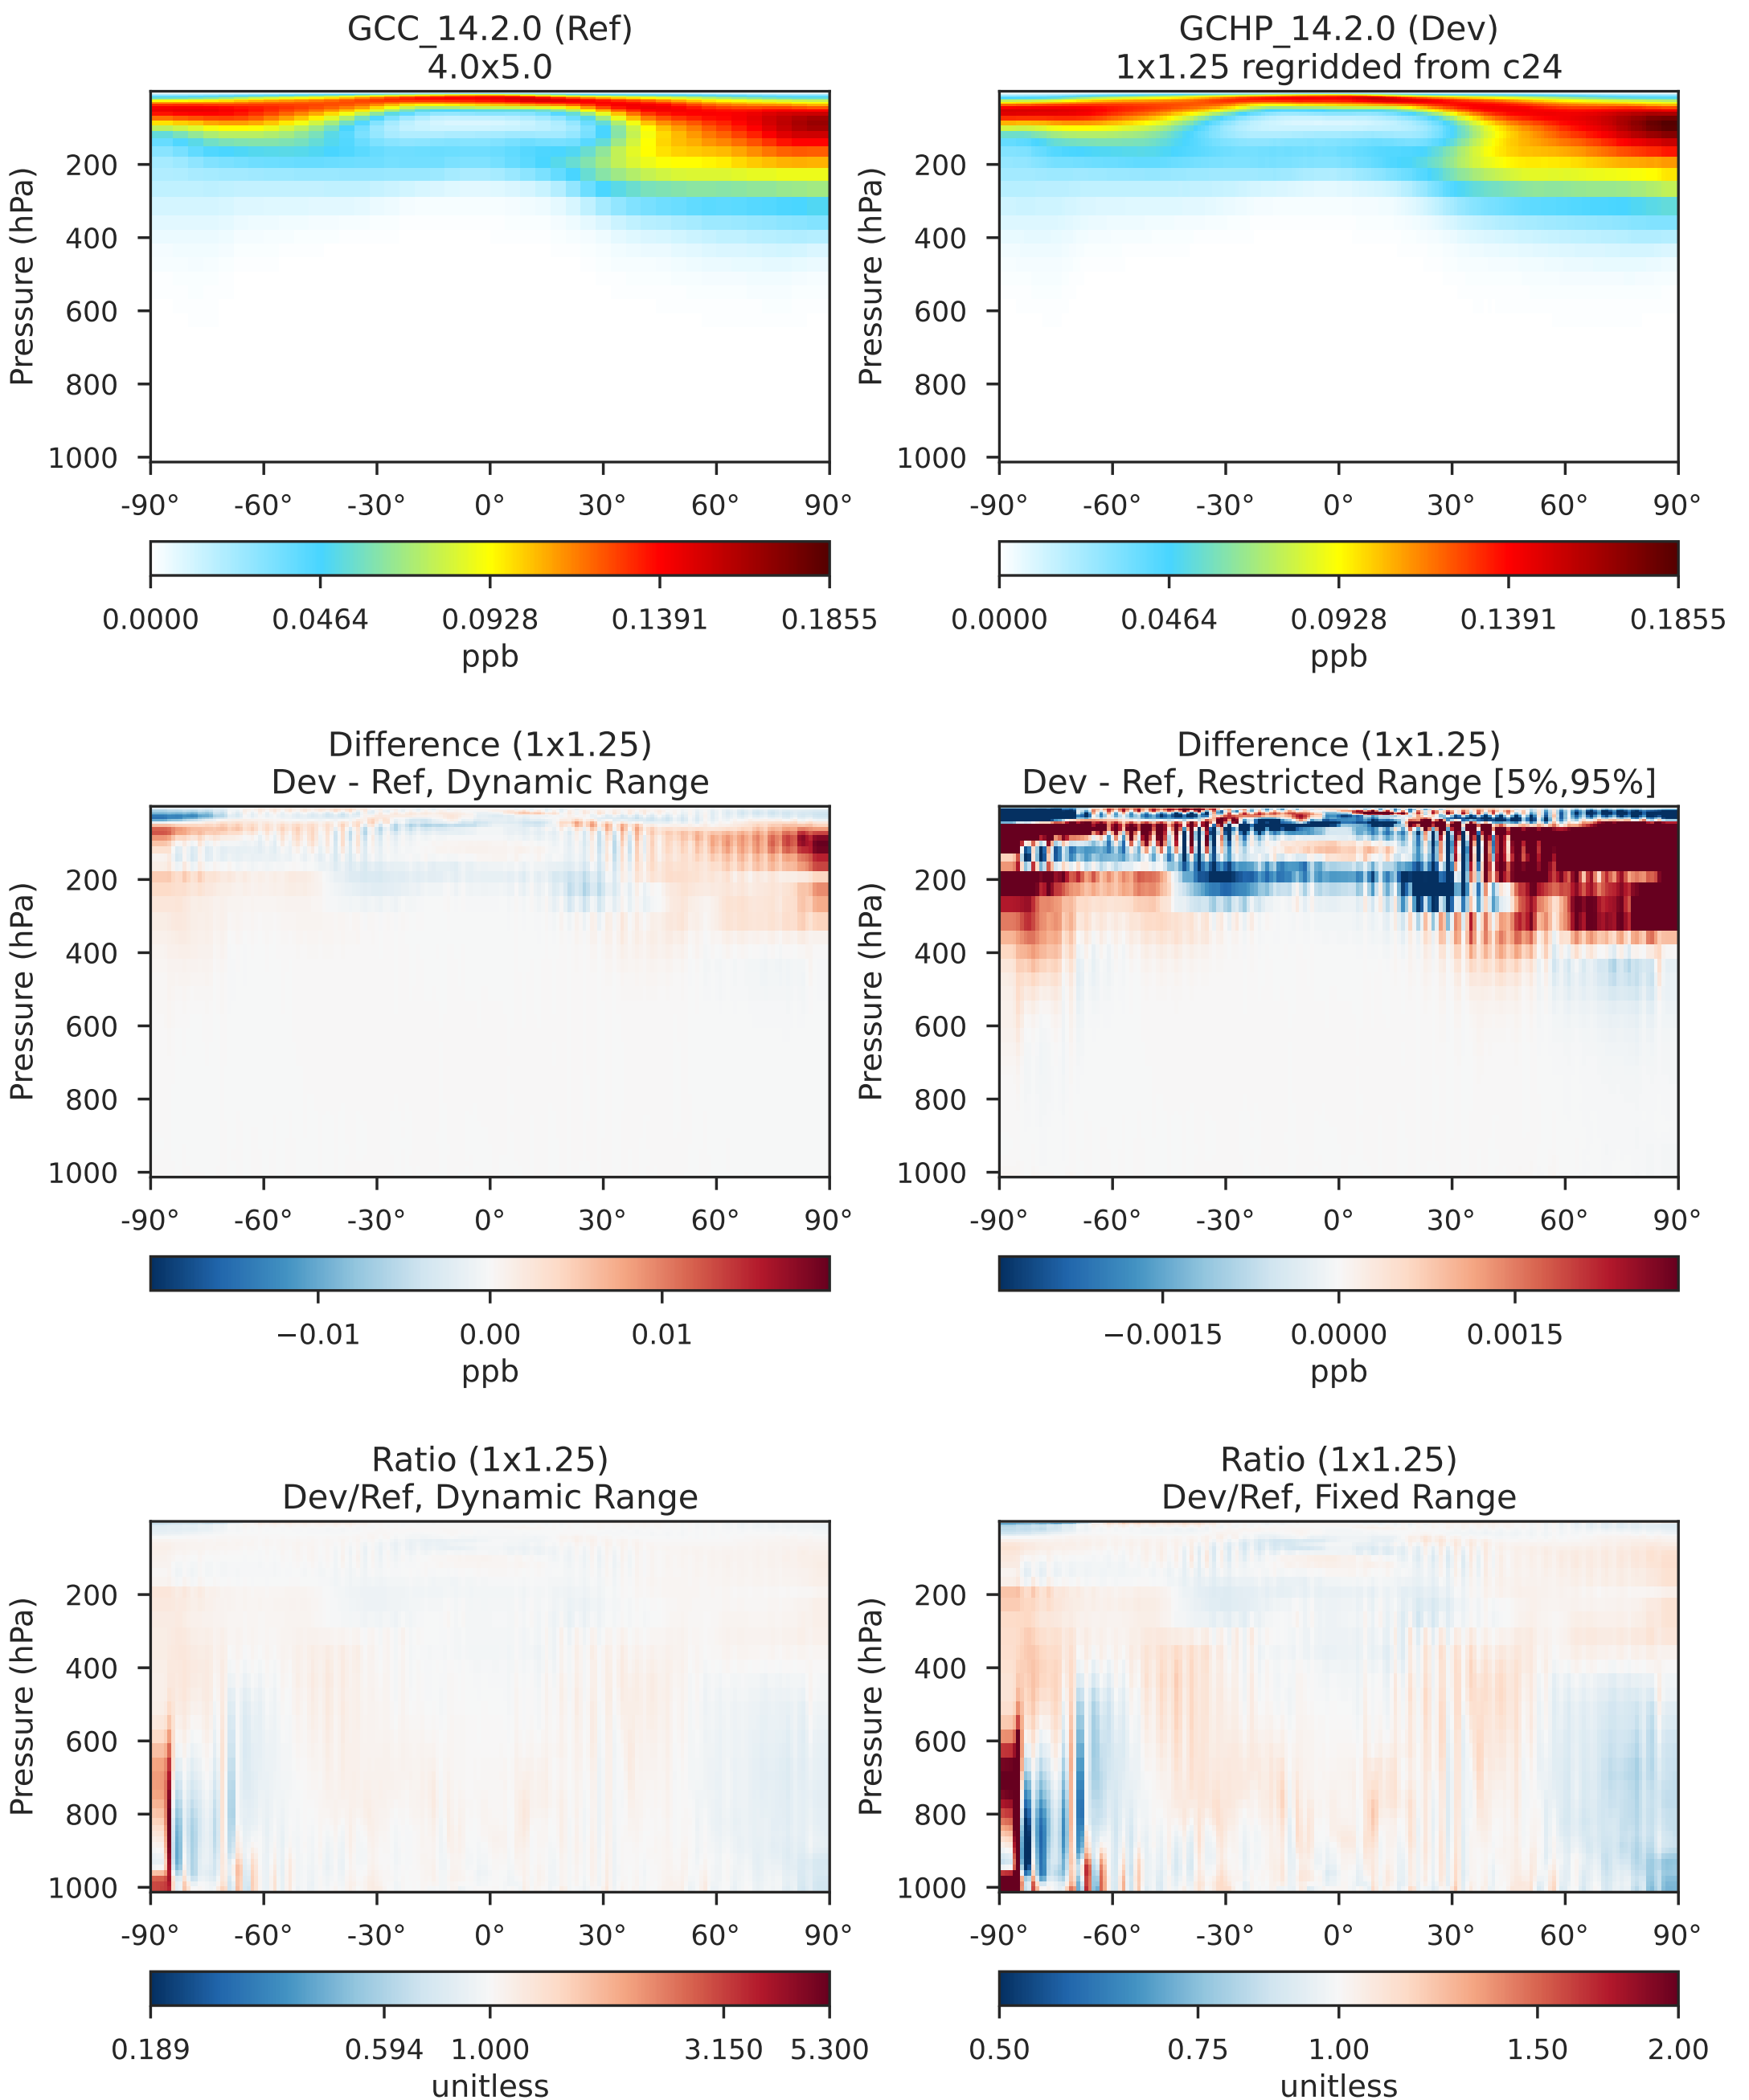 GCC_14.2.0 (Ref)
4.0x5.0
Pressure (hPa)
200
400
600
800
1000
-90° -60° -30° 0° 30° 60° 90°
0.0000 0.0464 0.0928 0.1391 0.1855
ppb
GCHP_14.2.0 (Dev)
1x1.25 regridded from c24
Pressure (hPa)
200
400
600
800
1000
-90° -60° -30° 0° 30° 60° 90°
0.0000 0.0464 0.0928 0.1391 0.1855
ppb
Difference (1x1.25)
Dev - Ref, Dynamic Range
Pressure (hPa)
200
400
600
800
1000
-90° -60° -30° 0° 30° 60° 90°
−0.01 0.00 0.01
ppb
Difference (1x1.25)
Dev - Ref, Restricted Range [5%,95%]
Pressure (hPa)
200
400
600
800
1000
-90° -60° -30° 0° 30° 60° 90°
−0.0015 0.0000 0.0015
ppb
Ratio (1x1.25)
Dev/Ref, Dynamic Range
Pressure (hPa)
200
400
600
800
1000
-90° -60° -30° 0° 30° 60° 90°
0.189 0.594 1.000 3.150 5.300
unitless
Ratio (1x1.25)
Dev/Ref, Fixed Range
Pressure (hPa)
200
400
600
800
1000
-90° -60° -30° 0° 30° 60° 90°
0.50 0.75 1.00 1.50 2.00
unitless